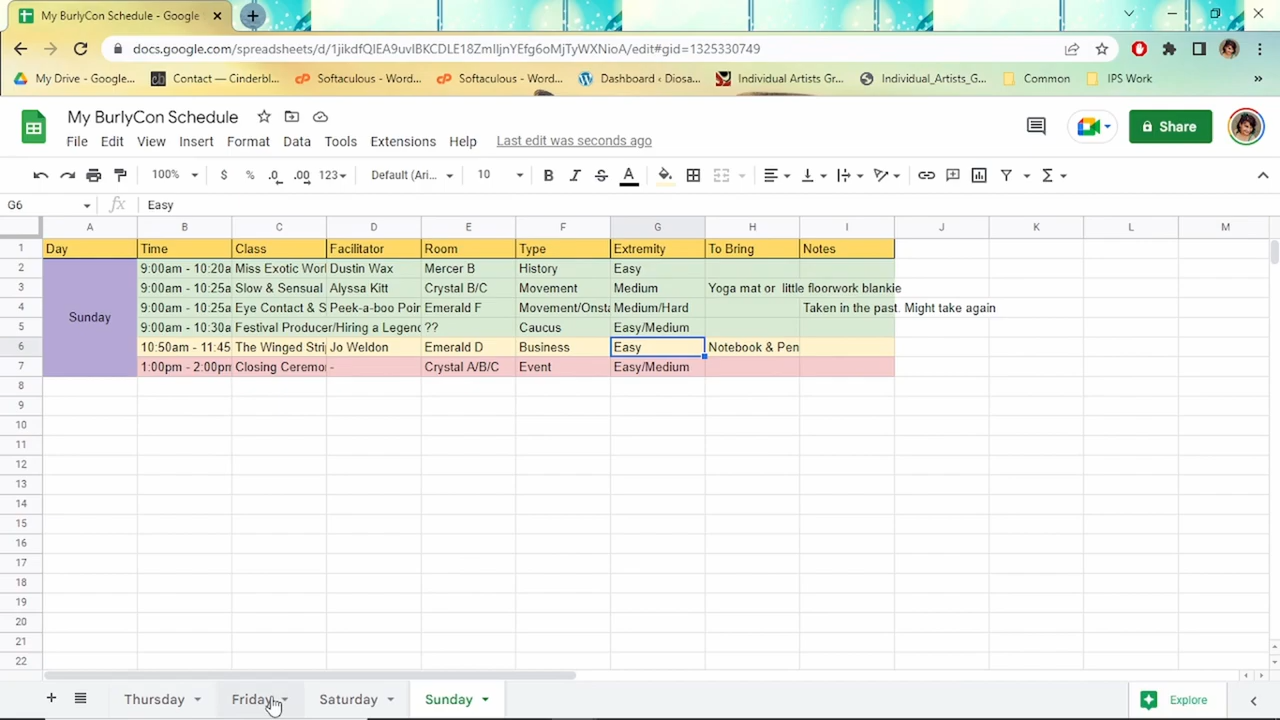 My BurlyCon Schedule - Google
docs.google.com/spreadsheets/d/1jikdfQIEA9uvIBKCDLE18ZmlljnYEfg6oMjTyWXNioA/edit#gid=1325330749
My Drive - Google... Contact — Cinderbl... Softaculous - Word... Softaculous - Word... Dashboard ‹ Diosa... Individual Artists Gr... Individual_Artists_G... Common IPS Work »
My BurlyCon Schedule
Share
File Edit View Insert Format Data Tools Extensions Help Last edit was seconds ago
100% $ % .0 .00 123 Default (Ari... 10 B I S A Σ
G6 fx Easy
A B C D E F G H I J K L M
1 Day Time Class Facilitator Room Type Extremity To Bring Notes
2 9:00am - 10:20a Miss Exotic Worl Dustin Wax Mercer B History Easy
3 9:00am - 10:25a Slow & Sensual Alyssa Kitt Crystal B/C Movement Medium Yoga mat or little floorwork blankie
4 9:00am - 10:25a Eye Contact & S Peek-a-boo Poin Emerald F Movement/Onsta Medium/Hard Taken in the past. Might take again
Sunday
5 9:00am - 10:30a Festival Producer/Hiring a Legenc ?? Caucus Easy/Medium
6 10:50am - 11:45 The Winged Strip Jo Weldon Emerald D Business Easy Notebook & Pen
7 1:00pm - 2:00pm Closing Ceremon - Crystal A/B/C Event Easy/Medium
8
9
10
11
12
13
14
15
16
17
18
19
20
21
22
Thursday Friday Saturday Sunday Explore